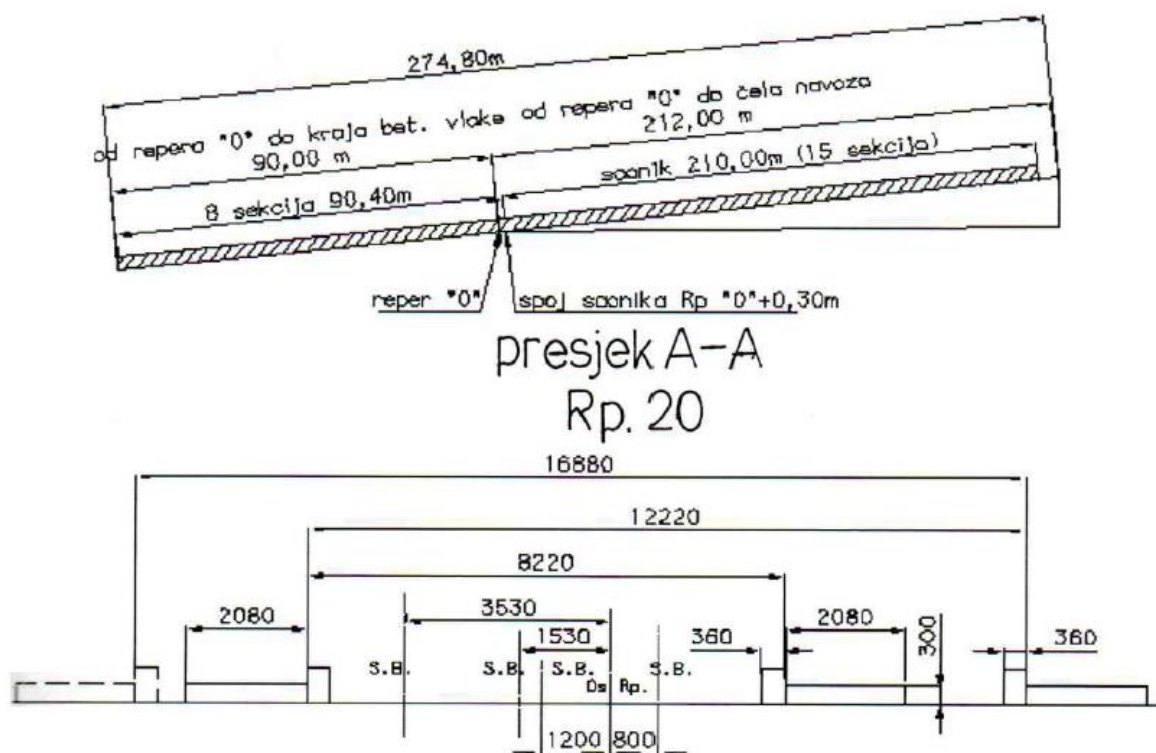 274,80m
od repera "0" do kraja bet. vlake od repera "0" do čela navoza
90,00 m
212,00 m
saonik 210,00m (15 sekcija)
8 sekcija 90,40m
reper "0"
spoj saonika Rp "0"+0,30m
presjek A-A
Rp. 20
16880
12220
8220
3530
2080
1530
360
2080
300
360
S.B.
S.B.
S.B.
S.B.
Os
Rp.
1200
800